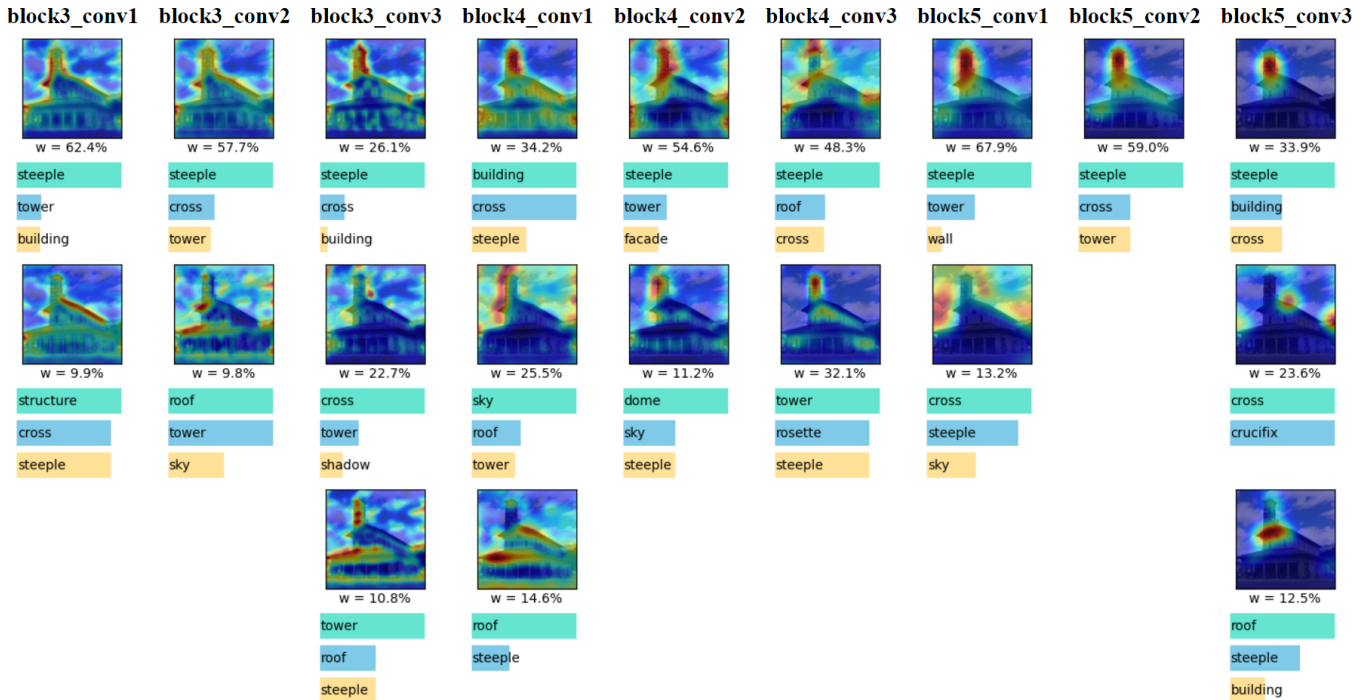 block3_conv1 block3_conv2 block3_conv3 block4_conv1 block4_conv2 block4_conv3 block5_conv1 block5_conv2 block5_conv3
w = 62.4% w = 57.7% w = 26.1% w = 34.2% w = 54.6% w = 48.3% w = 67.9% w = 59.0% w = 33.9%
steeple steeple steeple building steeple steeple steeple steeple steeple
tower cross cross cross tower roof tower cross building
building tower building steeple facade cross wall tower cross
w = 9.9% w = 9.8% w = 22.7% w = 25.5% w = 11.2% w = 32.1% w = 13.2% w = 23.6%
structure roof cross sky dome tower cross cross
cross tower tower roof sky rosette steeple crucifix
steeple sky shadow tower steeple steeple sky
w = 10.8% w = 14.6% w = 12.5%
tower roof roof
roof steeple steeple
steeple building